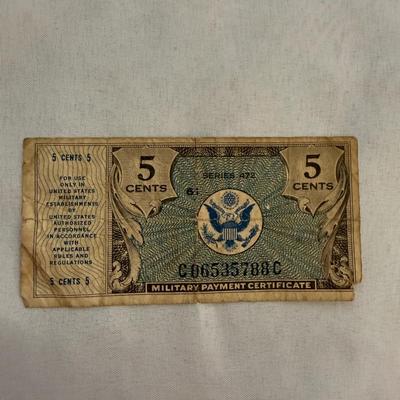 5 CENTS 5
FOR USE
ONLY IN
UNITED STATES
MILITARY
ESTABLISHMENTS
BY
UNITED STATES
AUTHORIZED
PERSONNEL
IN ACCORDANCE
WITH
APPLICABLE
RULES AND
REGULATIONS.
5 CENTS 5
5
CENTS
SERIES 472
5
CENTS
C06535788C
MILITARY PAYMENT CERTIFICATE